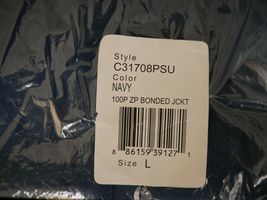 Style
C31708PSU
Color
NAVY
100P ZP BONDED JCKT
8 86159 39127 1
Size L